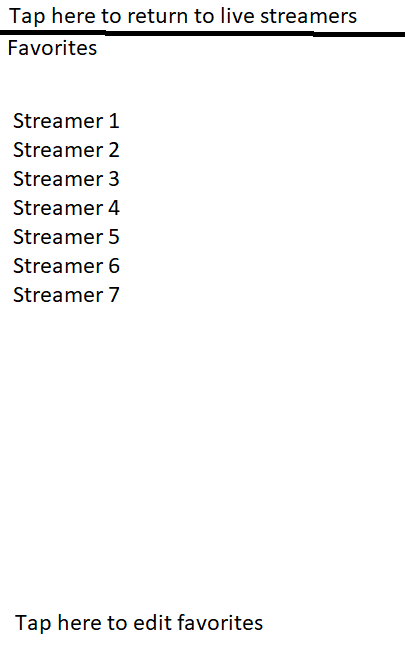 Tap here to return to live streamers
Favorites
Streamer 1
Streamer 2
Streamer 3
Streamer 4
Streamer 5
Streamer 6
Streamer 7
Tap here to edit favorites